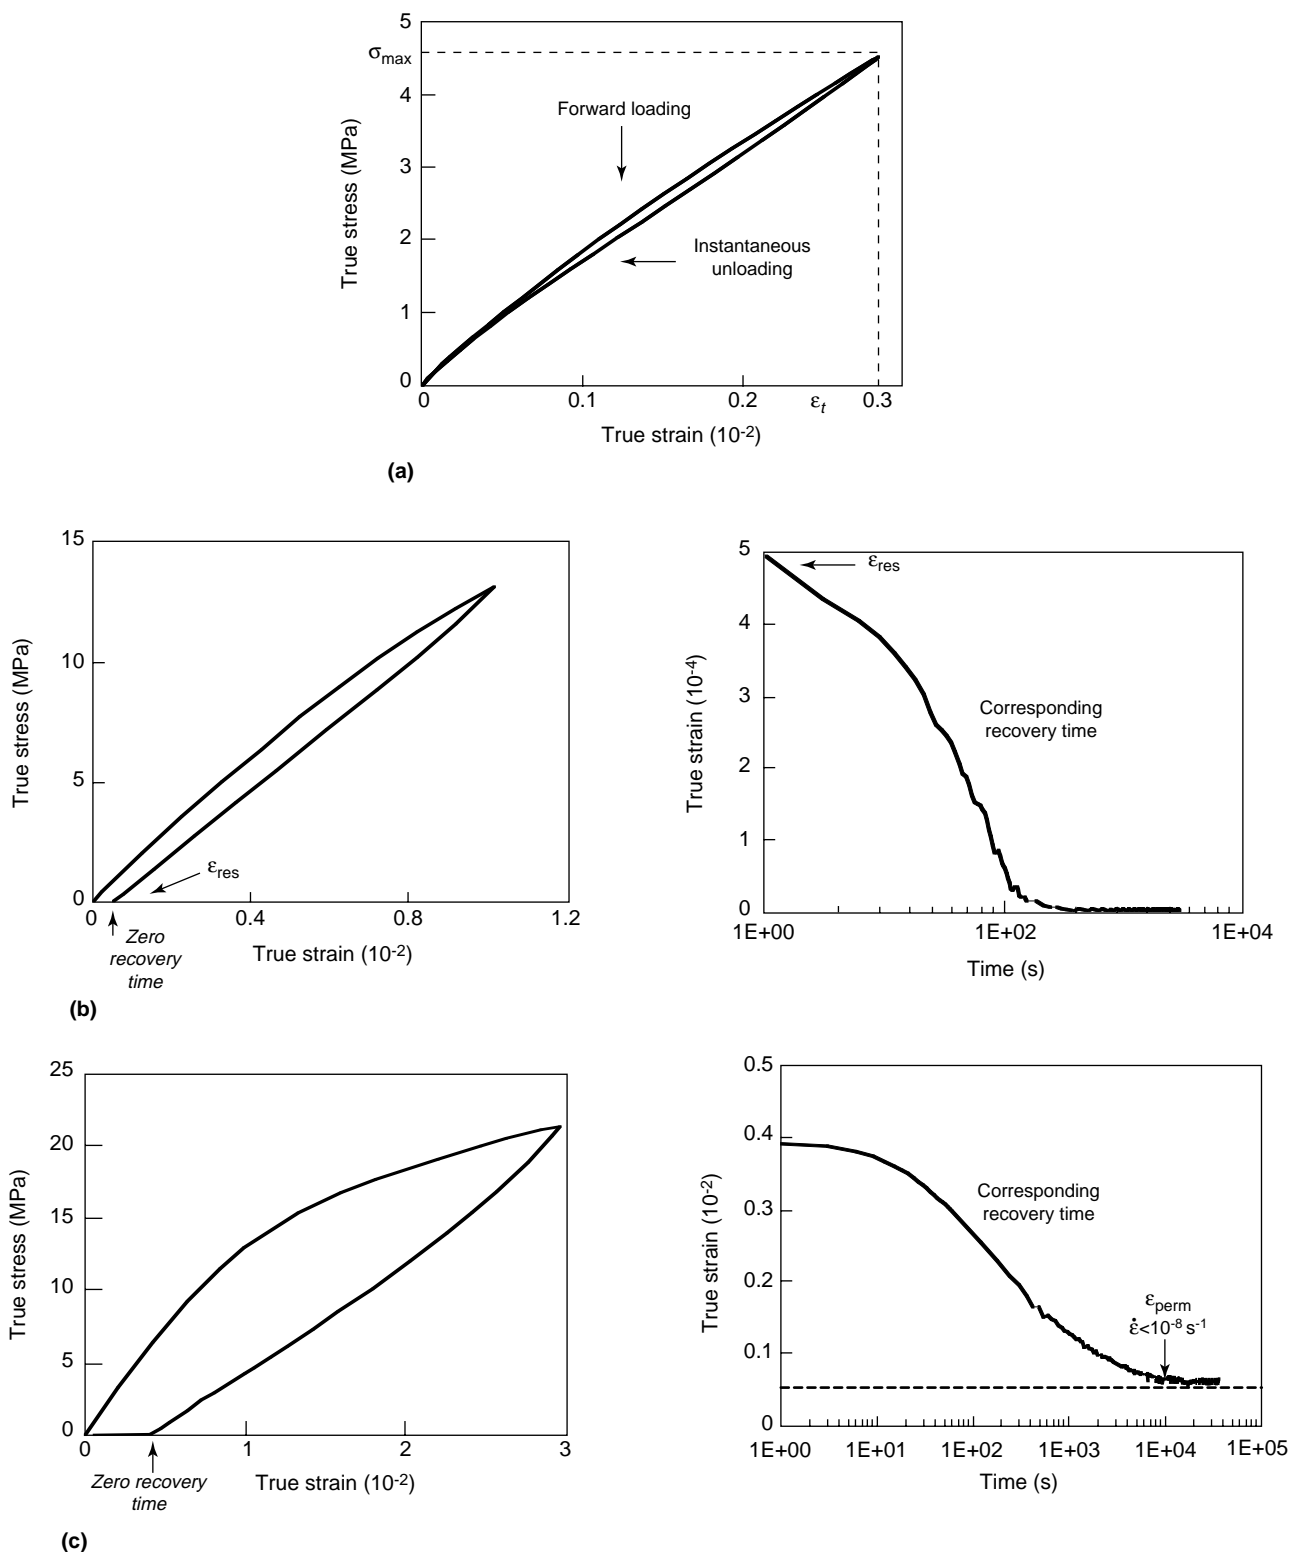 5
σmax
4
Forward loading
3
True stress (MPa)
2
Instantaneous
unloading
1
0
0 0.1 0.2 εt 0.3
True strain (10-2)
(a)
15
10
5
0
True stress (MPa)
εres
0 0.4 0.8 1.2
Zero
recovery
time
True strain (10-2)
5
εres
4
3
Corresponding
recovery time
2
1
0
True strain (10-4)
1E+00 1E+02 1E+04
Time (s)
(b)
25
20
15
10
5
0
True stress (MPa)
0 1 2 3
Zero recovery
time
True strain (10-2)
0.5
0.4
0.3
Corresponding
recovery time
0.2
εperm
ε̇<10-8 s-1
0.1
0
True strain (10-2)
1E+00 1E+01 1E+02 1E+03 1E+04 1E+05
Time (s)
(c)